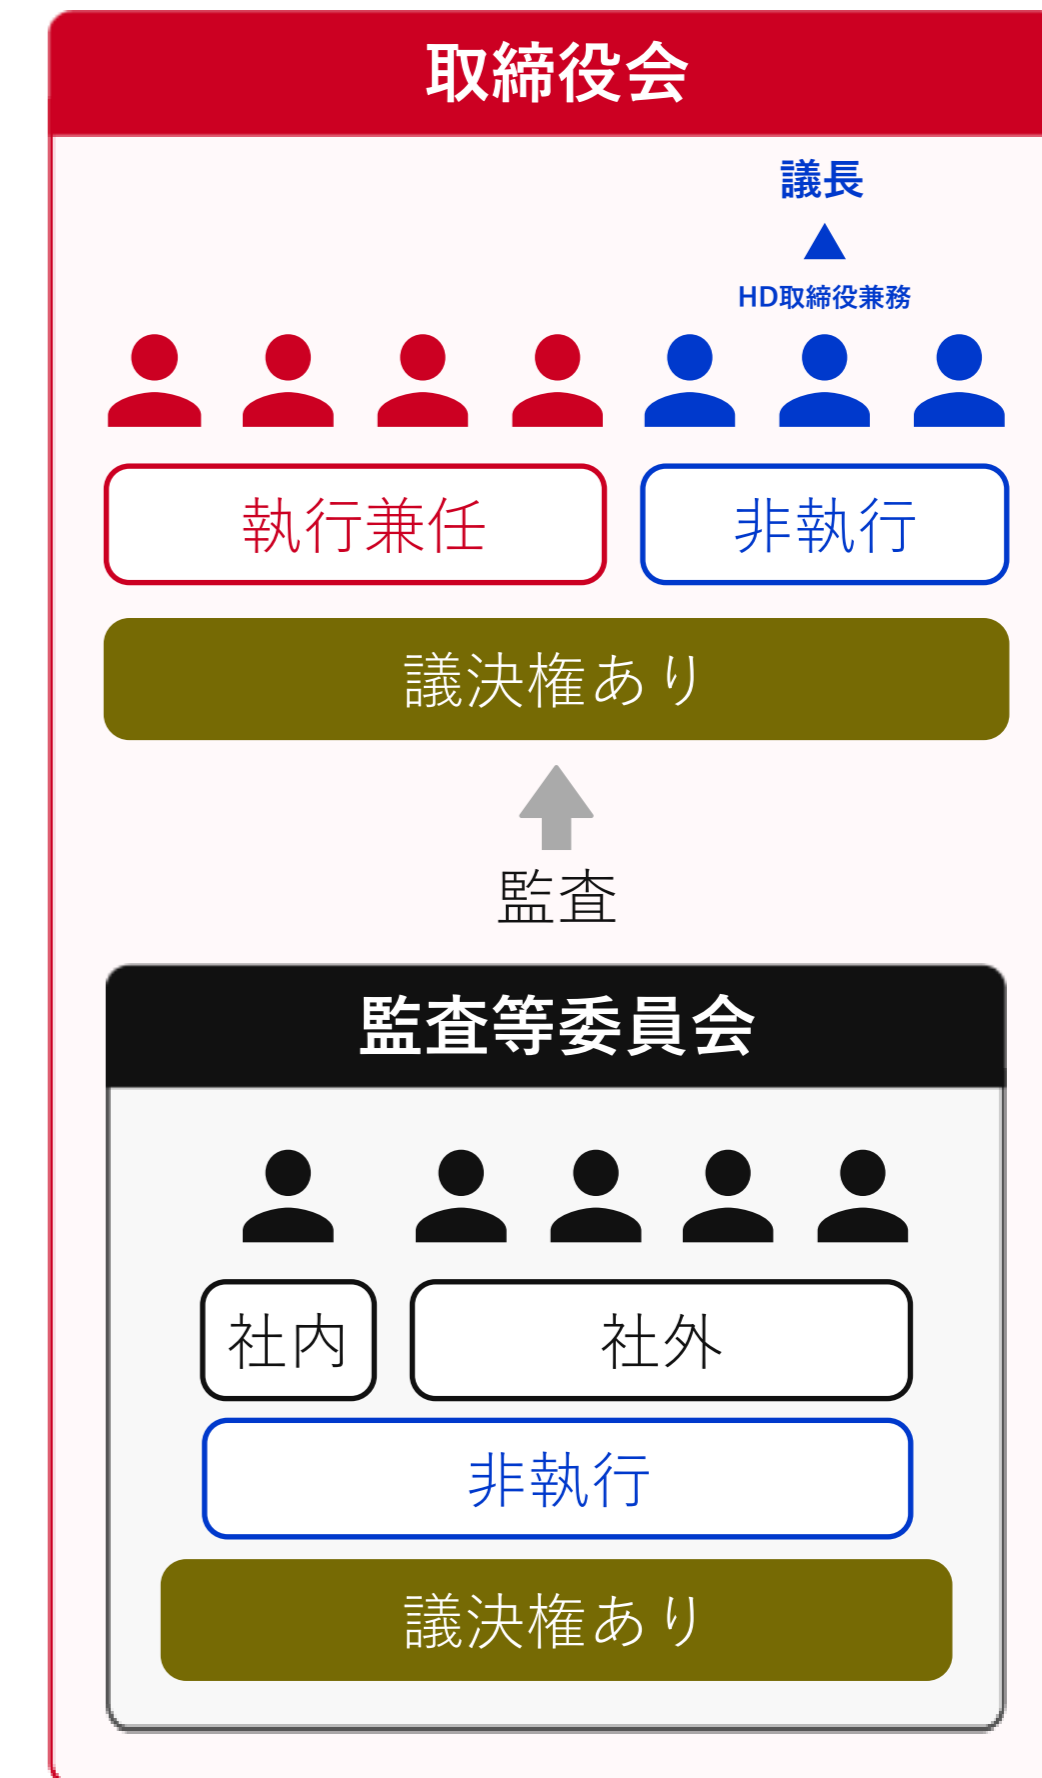 取締役会
議長
HD取締役兼務
執行兼任
非執行
議決権あり
監査
監査等委員会
社内
社外
非執行
議決権あり